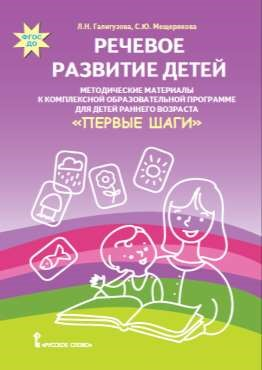 Л.Н. Галигузова, С.Ю. Мещерякова
ФГОС
ДО
РЕЧЕВОЕ
РАЗВИТИЕ ДЕТЕЙ
МЕТОДИЧЕСКИЕ МАТЕРИАЛЫ
К КОМПЛЕКСНОЙ ОБРАЗОВАТЕЛЬНОЙ ПРОГРАММЕ
ДЛЯ ДЕТЕЙ РАННЕГО ВОЗРАСТА
«ПЕРВЫЕ ШАГИ»
«РУССКОЕ СЛОВО»